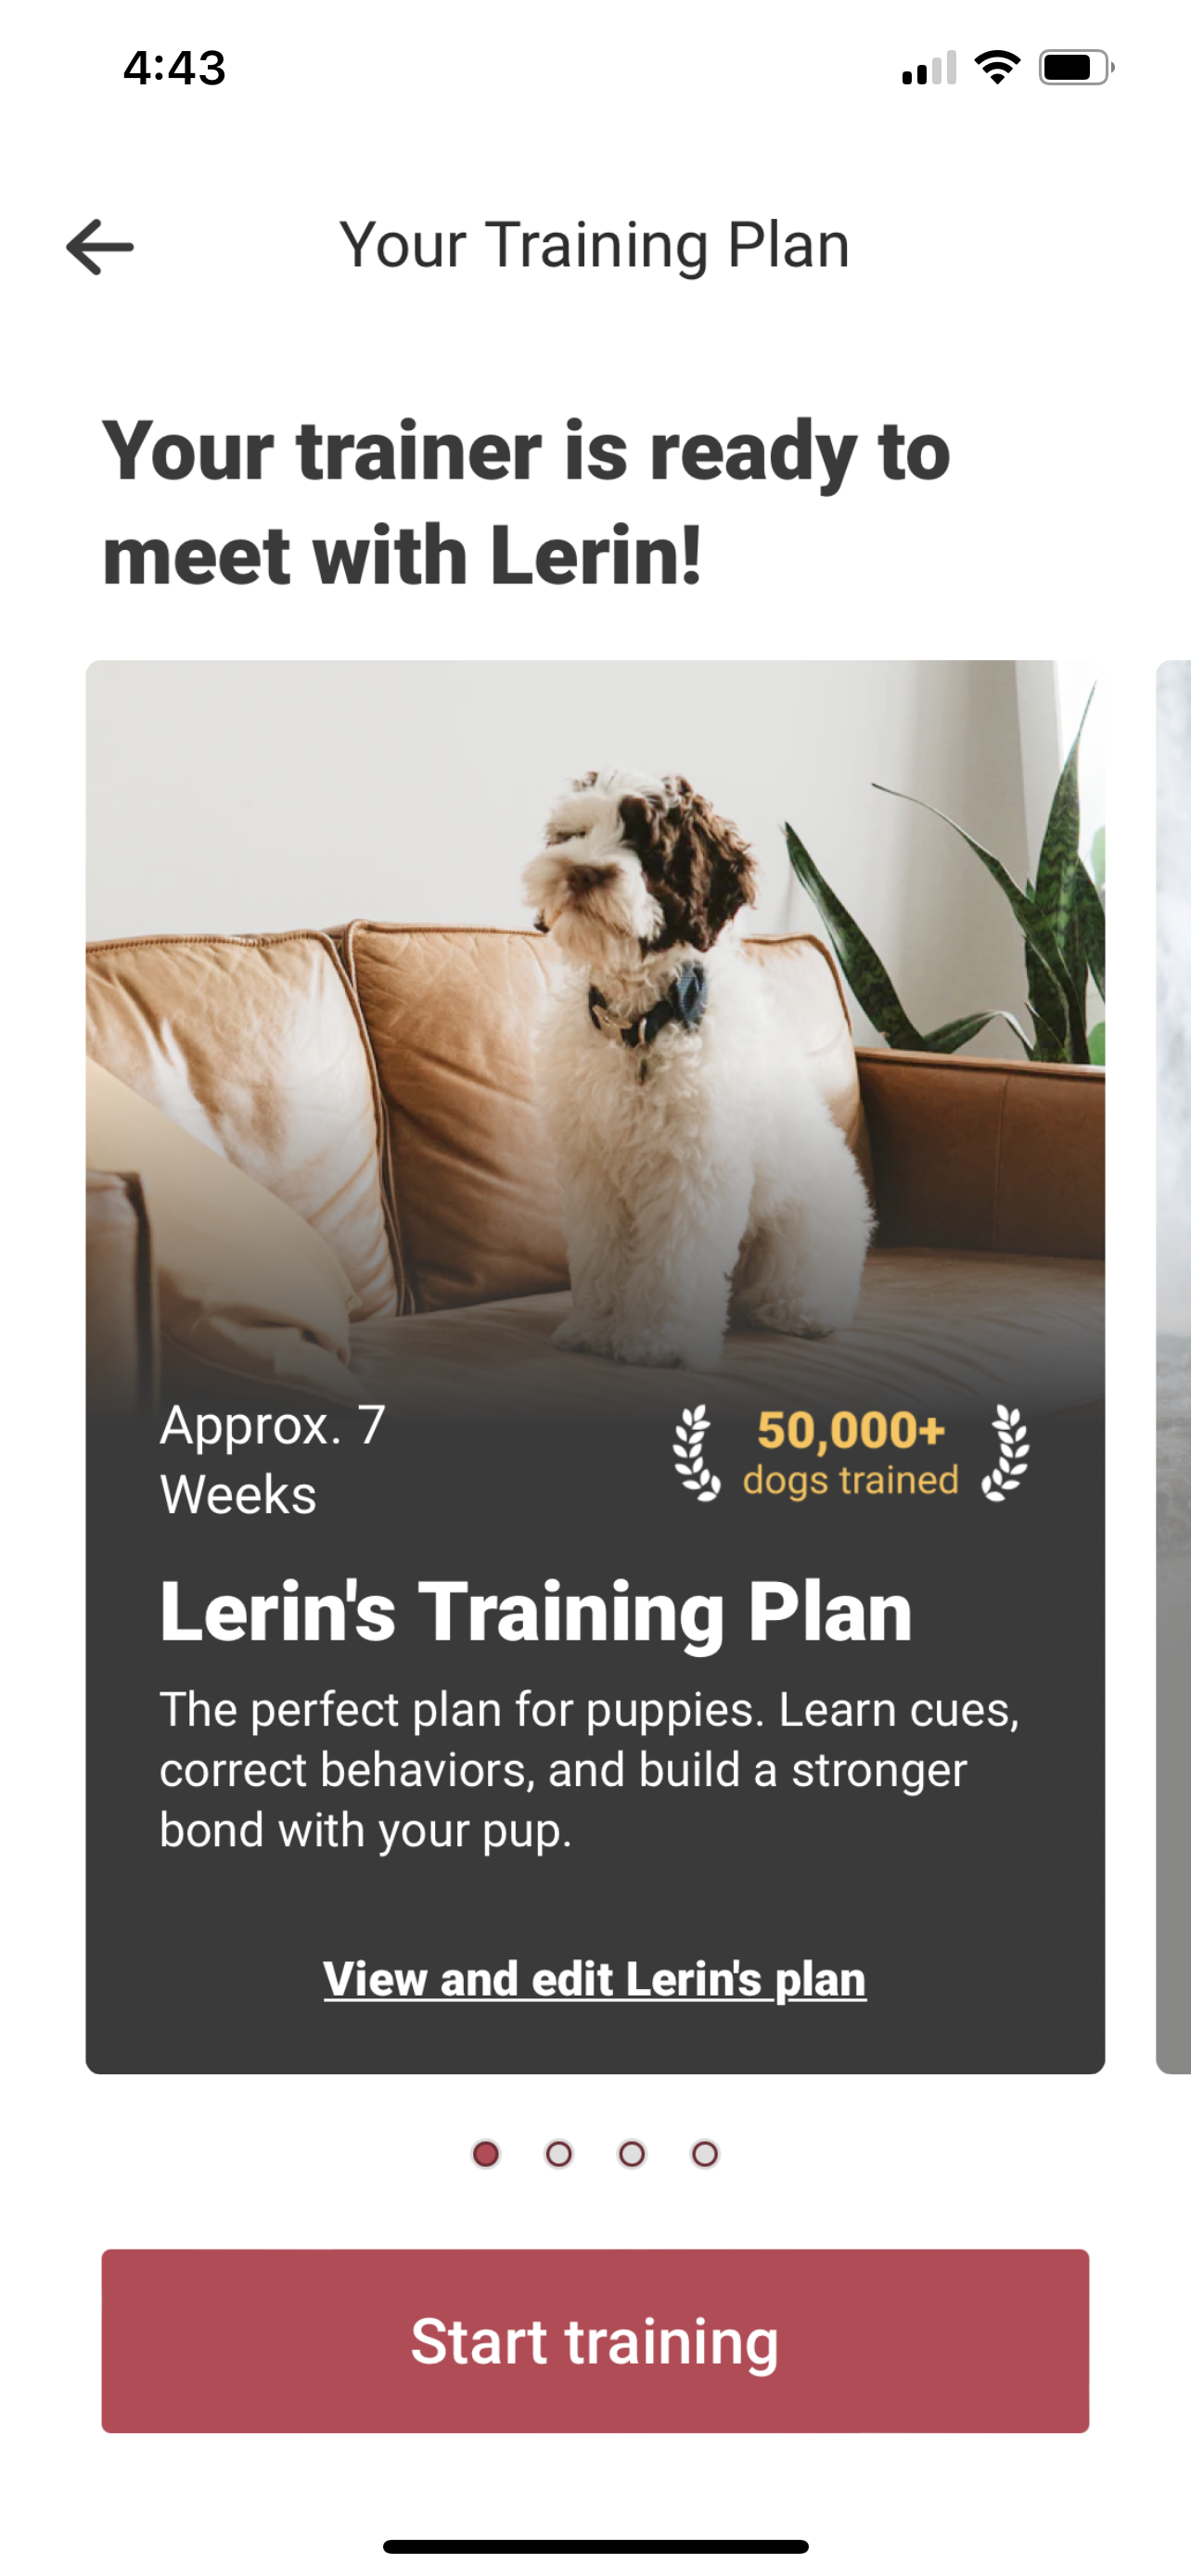 4:43
Your Training Plan
Your trainer is ready to
meet with Lerin!
Approx. 7
Weeks
50,000+
dogs trained
Lerin's Training Plan
The perfect plan for puppies. Learn cues,
correct behaviors, and build a stronger
bond with your pup.
View and edit Lerin's plan
Start training